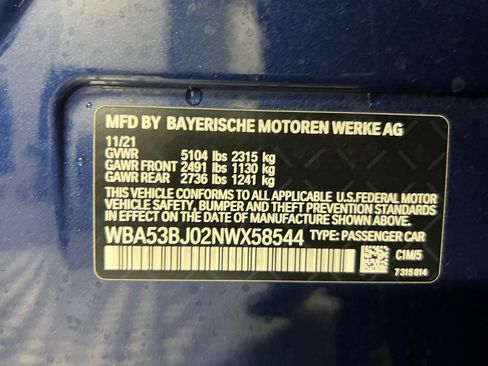 MFD BY BAYERISCHE MOTOREN WERKE AG
11/21
GVWR 5104 lbs 2315 kg
GAWR FRONT 2491 lbs 1130 kg
GAWR REAR 2736 lbs 1241 kg
THIS VEHICLE CONFORMS TO ALL APPLICABLE U.S.FEDERAL MOTOR
VEHICLE SAFETY, BUMPER AND THEFT PREVENTION STANDARDS
IN EFFECT ON THE DATE OF MANUFACTURE SHOWN ABOVE.
WBA53BJ02NWX58544 TYPE: PASSENGER CAR
C1M/5
7315814